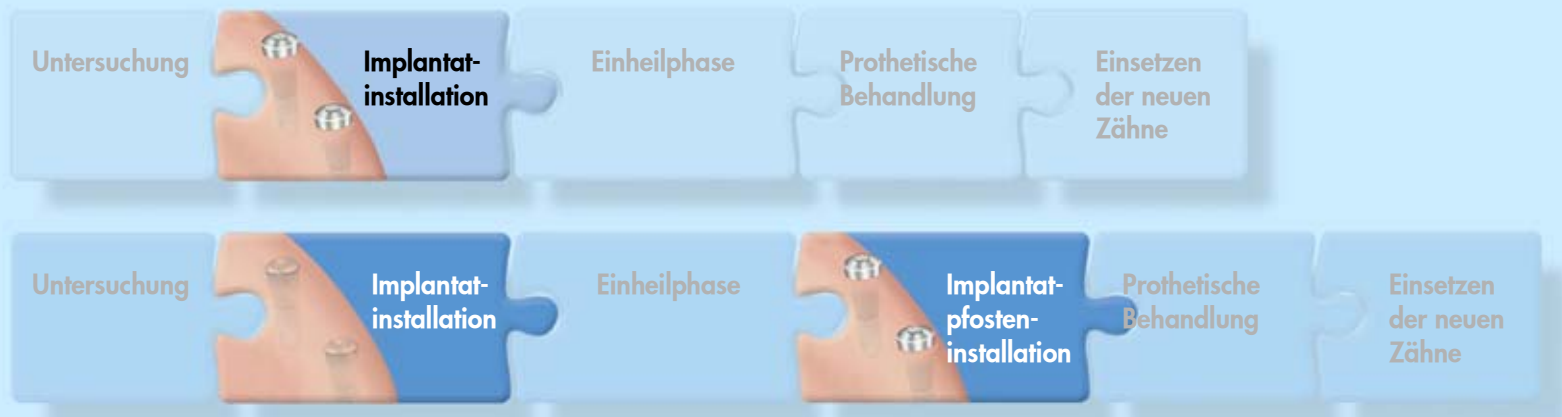 Untersuchung
Implantat-
installation
Einheilphase
Prothetische
Behandlung
Einsetzen
der neuen
Zähne
Untersuchung
Implantat-
installation
Einheilphase
Implantat-
pfosten-
installation
Prothetische
Behandlung
Einsetzen
der neuen
Zähne